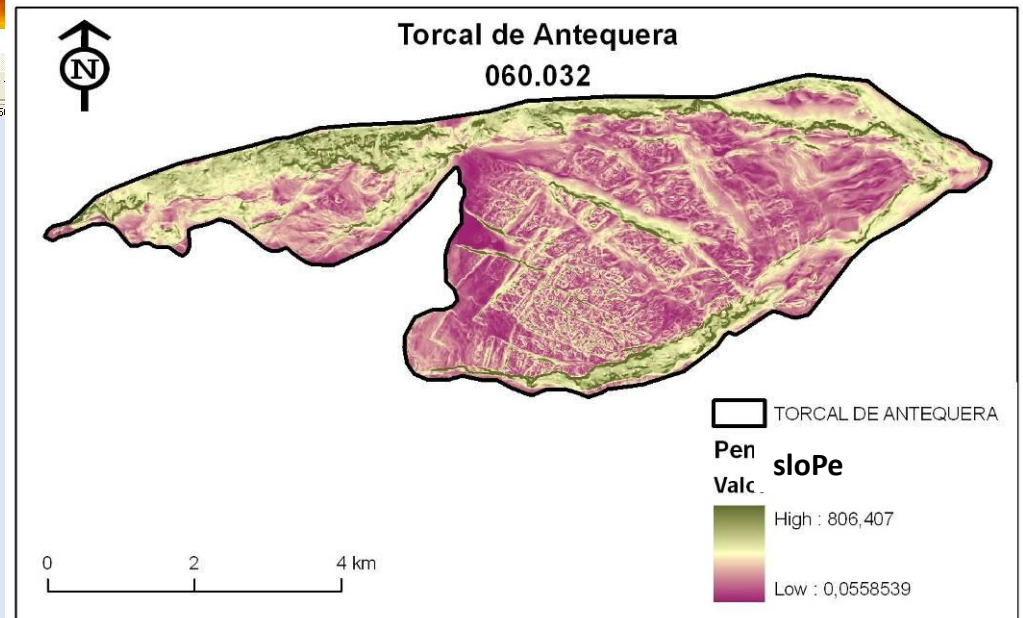 Torcal de Antequera
060.032
N
TORCAL DE ANTEQUERA
Pen
sloPe
Valo
High : 806,407
Low : 0,0558539
0 2 4 km